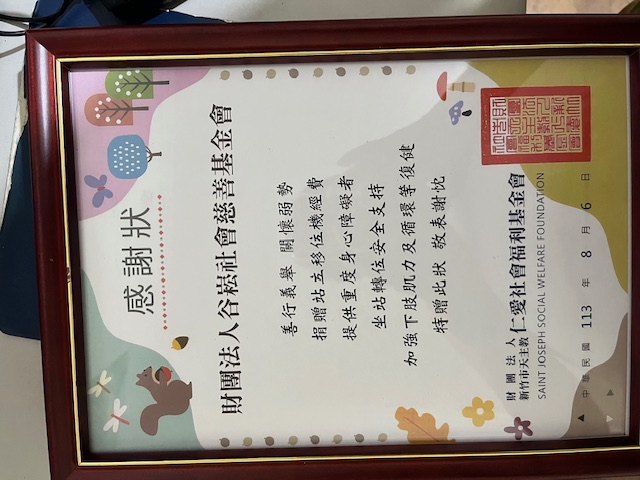 感謝狀
財團法人谷崧社會慈善基金會
善行義舉 關懷弱勢
捐贈站立移位機經費
提供重度身心障礙者
坐站轉位安全支持
加強下肢肌力及循環等復健
特贈此狀 敬表謝忱
財團法人
新竹市天主教 仁愛社會福利基金會
SAINT JOSEPH SOCIAL WELFARE FOUNDATION
中華民國 113 年 8 月 6 日